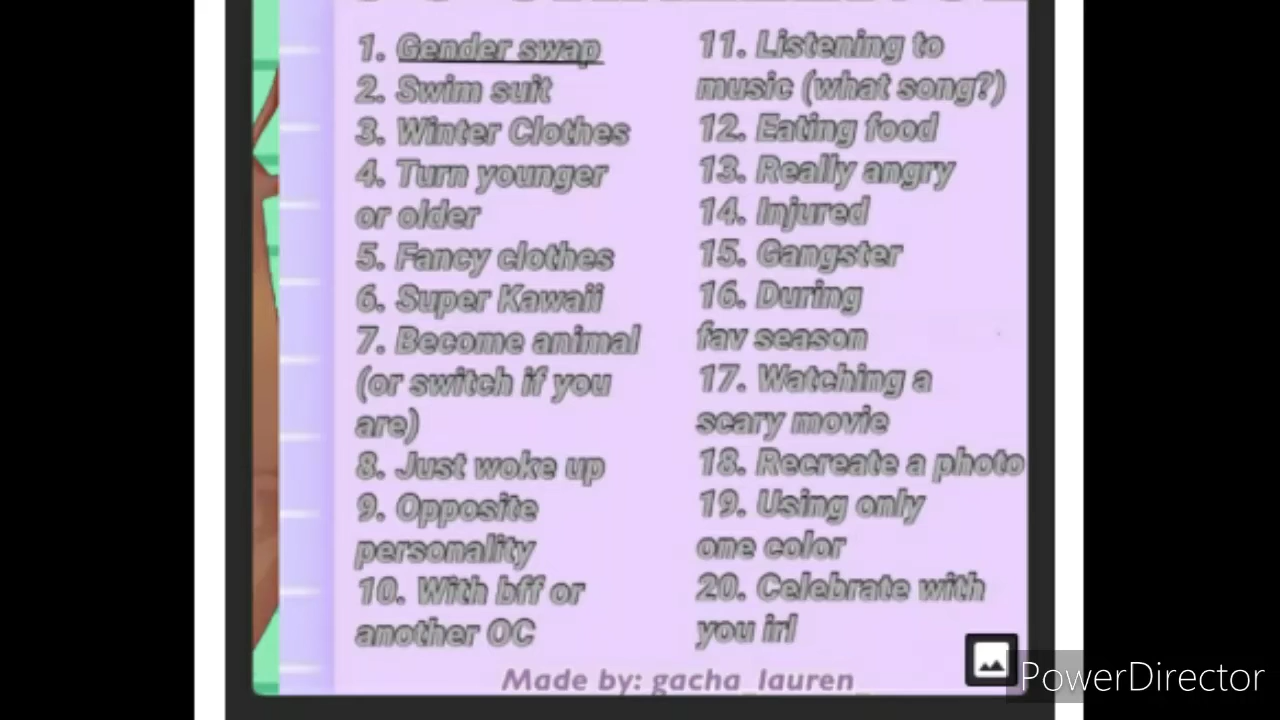 1. Gender swap
2. Swim suit
3. Winter Clothes
4. Turn younger
or older
5. Fancy clothes
6. Super Kawaii
7. Become animal
(or switch if you
are)
8. Just woke up
9. Opposite
personality
10. With bff or
another OC
11. Listening to
music (what song?)
12. Eating food
13. Really angry
14. Injured
15. Gangster
16. During
fav season
17. Watching a
scary movie
18. Recreate a photo
19. Using only
one color
20. Celebrate with
you irl
Made by: gacha_lauren_
PowerDirector